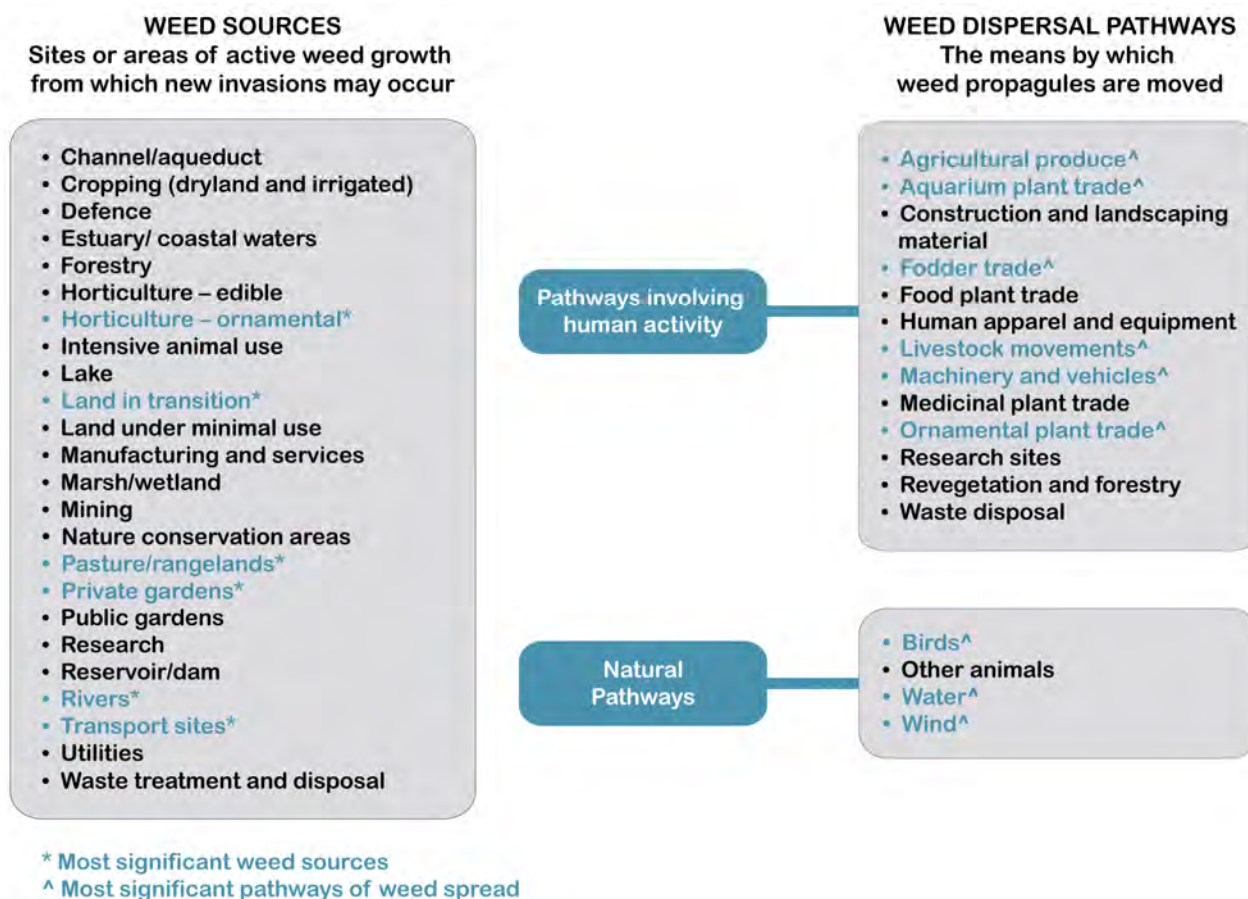 WEED SOURCES
Sites or areas of active weed growth
from which new invasions may occur
• Channel/aqueduct
• Cropping (dryland and irrigated)
• Defence
• Estuary/ coastal waters
• Forestry
• Horticulture – edible
• Horticulture – ornamental*
• Intensive animal use
• Lake
• Land in transition*
• Land under minimal use
• Manufacturing and services
• Marsh/wetland
• Mining
• Nature conservation areas
• Pasture/rangelands*
• Private gardens*
• Public gardens
• Research
• Reservoir/dam
• Rivers*
• Transport sites*
• Utilities
• Waste treatment and disposal
Pathways involving
human activity
Natural
Pathways
WEED DISPERSAL PATHWAYS
The means by which
weed propagules are moved
• Agricultural produce^
• Aquarium plant trade^
• Construction and landscaping
material
• Fodder trade^
• Food plant trade
• Human apparel and equipment
• Livestock movements^
• Machinery and vehicles^
• Medicinal plant trade
• Ornamental plant trade^
• Research sites
• Revegetation and forestry
• Waste disposal
• Birds^
• Other animals
• Water^
• Wind^
* Most significant weed sources
^ Most significant pathways of weed spread